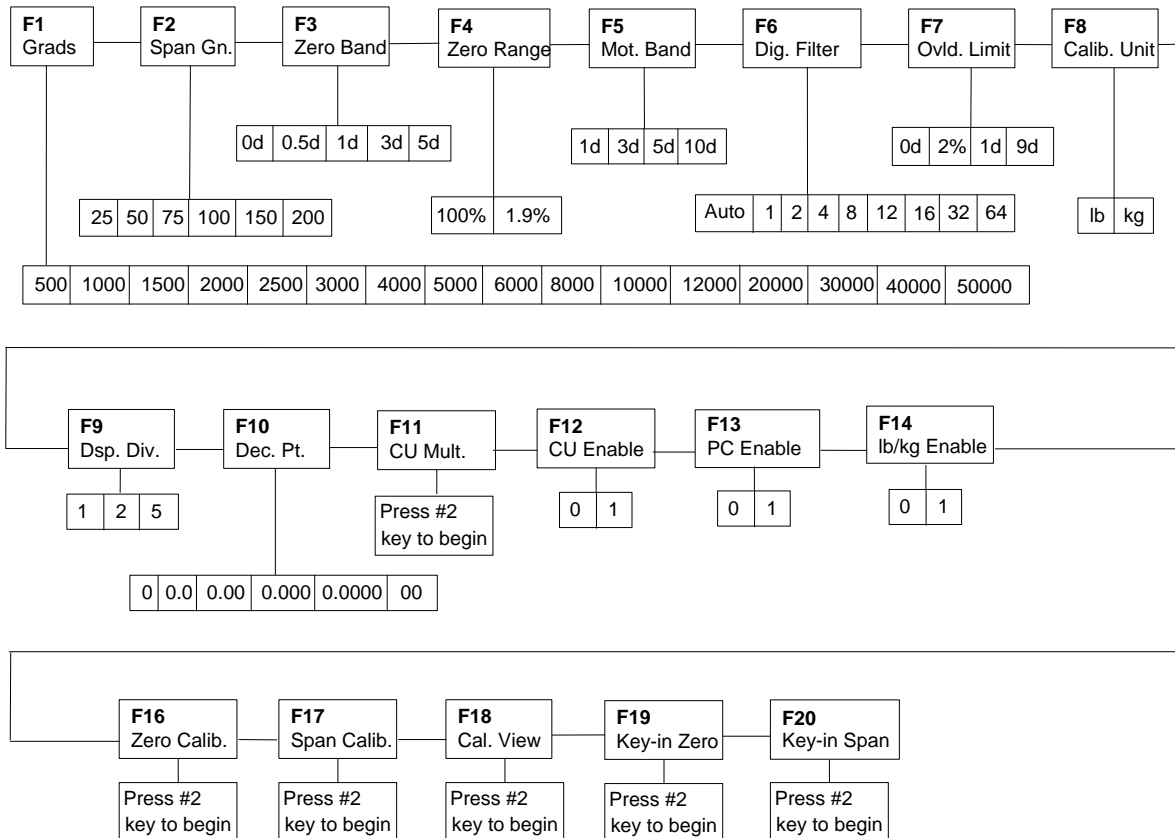 F1
Grads
F2
Span Gn.
F3
Zero Band
F4
Zero Range
F5
Mot. Band
F6
Dig. Filter
F7
Ovld. Limit
F8
Calib. Unit
0d 0.5d 1d 3d 5d
1d 3d 5d 10d
0d 2% 1d 9d
25 50 75 100 150 200
100% 1.9%
Auto 1 2 4 8 12 16 32 64
lb kg
500 1000 1500 2000 2500 3000 4000 5000 6000 8000 10000 12000 20000 30000 40000 50000
F9
Dsp. Div.
F10
Dec. Pt.
F11
CU Mult.
F12
CU Enable
F13
PC Enable
F14
lb/kg Enable
1 2 5
Press #2
key to begin
0 1
0 1
0 1
0 0.0 0.00 0.000 0.0000 00
F16
Zero Calib.
F17
Span Calib.
F18
Cal. View
F19
Key-in Zero
F20
Key-in Span
Press #2
key to begin
Press #2
key to begin
Press #2
key to begin
Press #2
key to begin
Press #2
key to begin